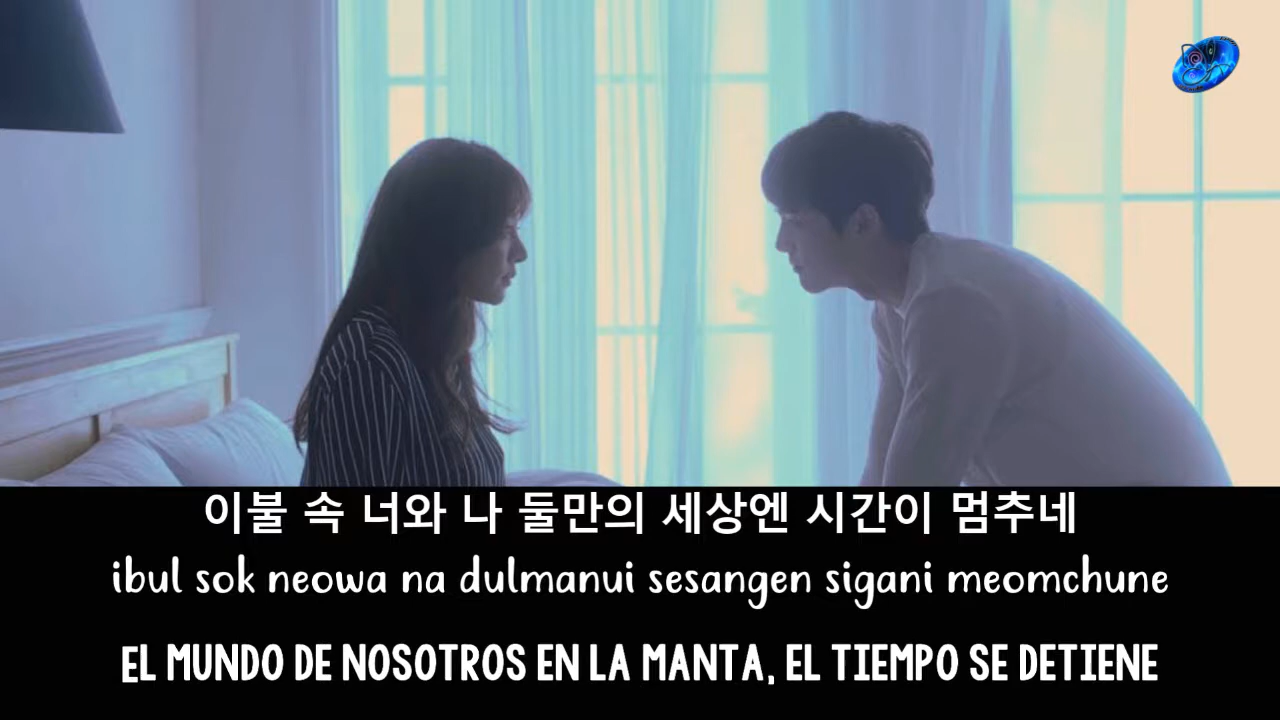 이불 속 너와 나 둘만의 세상엔 시간이 멈추네
ibul sok neowa na dulmanui sesangen sigani meomchune
EL MUNDO DE NOSOTROS EN LA MANTA, EL TIEMPO SE DETIENE